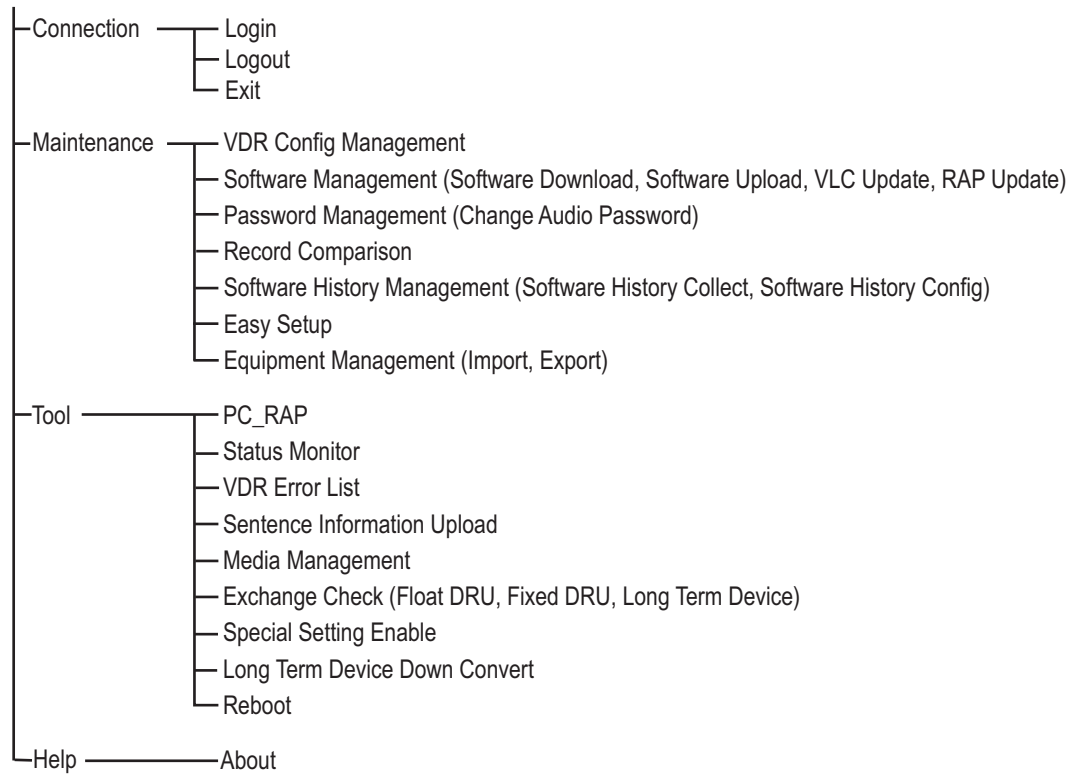 Connection Login
Logout
Exit
Maintenance VDR Config Management
Software Management (Software Download, Software Upload, VLC Update, RAP Update)
Password Management (Change Audio Password)
Record Comparison
Software History Management (Software History Collect, Software History Config)
Easy Setup
Equipment Management (Import, Export)
Tool PC_RAP
Status Monitor
VDR Error List
Sentence Information Upload
Media Management
Exchange Check (Float DRU, Fixed DRU, Long Term Device)
Special Setting Enable
Long Term Device Down Convert
Reboot
Help About